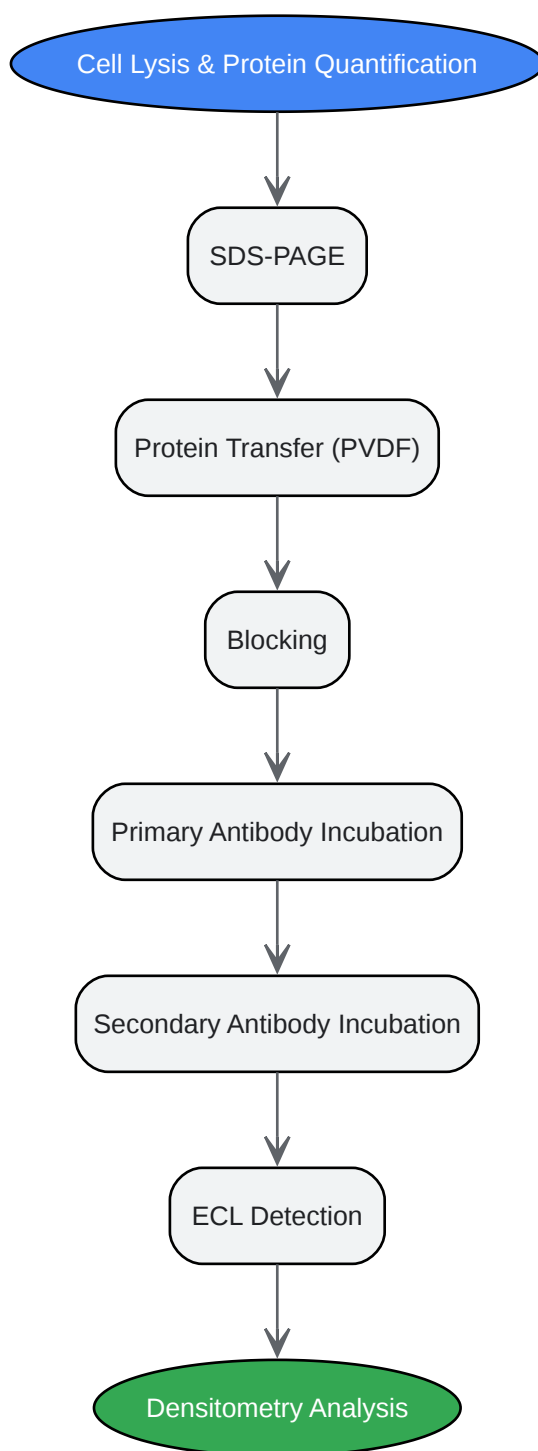 Cell Lysis & Protein Quantification
SDS-PAGE
Protein Transfer (PVDF)
Blocking
Primary Antibody Incubation
Secondary Antibody Incubation
ECL Detection
Densitometry Analysis